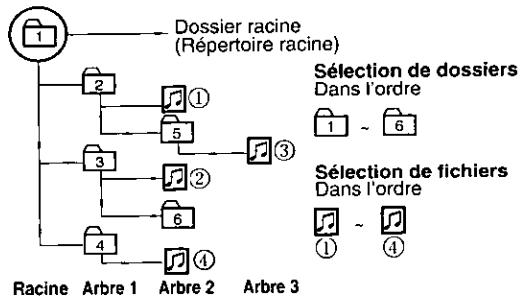 1
Dossier racine
(Répertoire racine)
2
①
5
③
3
②
6
4
④
Racine Arbre 1 Arbre 2 Arbre 3
Sélection de dossiers
Dans l'ordre
1 ~ 6
Sélection de fichiers
Dans l'ordre
~
① ④